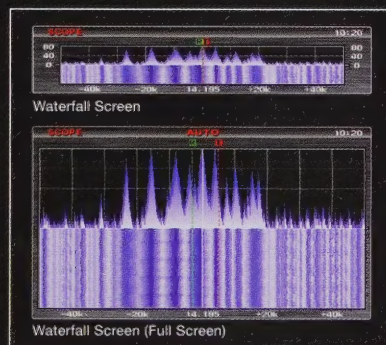 SCOPE 10:20
80 80
40 40
0 0
-40k -20k 14.195 +20k +40k
Waterfall Screen
SCOPE AUTO 10:20
-40k -20k 14.195 +20k +40k
Waterfall Screen (Full Screen)